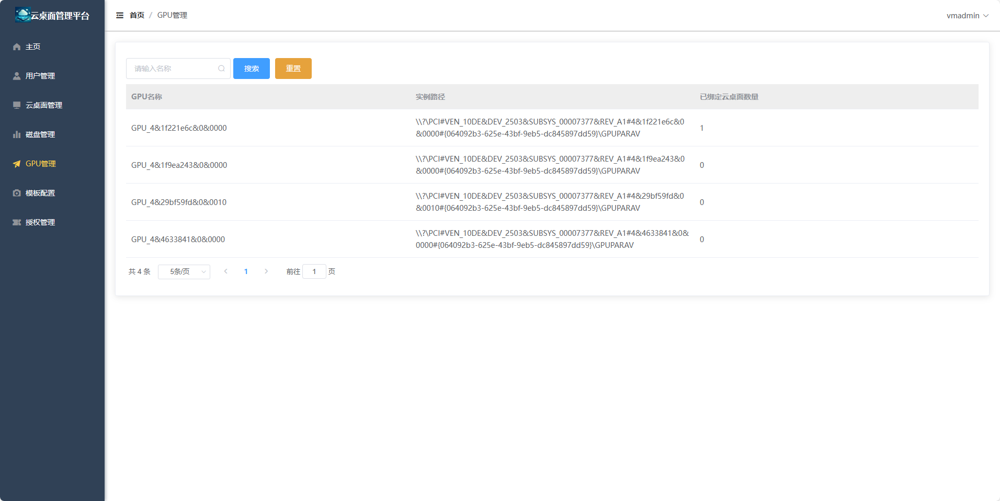 云桌面管理平台
首页 / GPU管理
vmadmin
主页
用户管理
云桌面管理
磁盘管理
GPU管理
模板配置
授权管理
请输入名称
搜索
重置
GPU名称 实例路径 已绑定云桌面数量
GPU_4&1f221e6c&0&0000
\\?\PCI#VEN_10DE&DEV_2503&SUBSYS_00007377&REV_A1#4&1f221e6c&0
&0000#{064092b3-625e-43bf-9eb5-dc845897dd59}\GPUPARAV
1
GPU_4&1f9ea243&0&0000
\\?\PCI#VEN_10DE&DEV_2503&SUBSYS_00007377&REV_A1#4&1f9ea243&0
&0000#{064092b3-625e-43bf-9eb5-dc845897dd59}\GPUPARAV
0
GPU_4&29bf59fd&0&0010
\\?\PCI#VEN_10DE&DEV_2503&SUBSYS_00007377&REV_A1#4&29bf59fd&0
&0010#{064092b3-625e-43bf-9eb5-dc845897dd59}\GPUPARAV
0
GPU_4&4633841&0&0000
\\?\PCI#VEN_10DE&DEV_2503&SUBSYS_00007377&REV_A1#4&4633841&0&
0000#{064092b3-625e-43bf-9eb5-dc845897dd59}\GPUPARAV
0
共 4 条 5条/页 1 前往 1 页